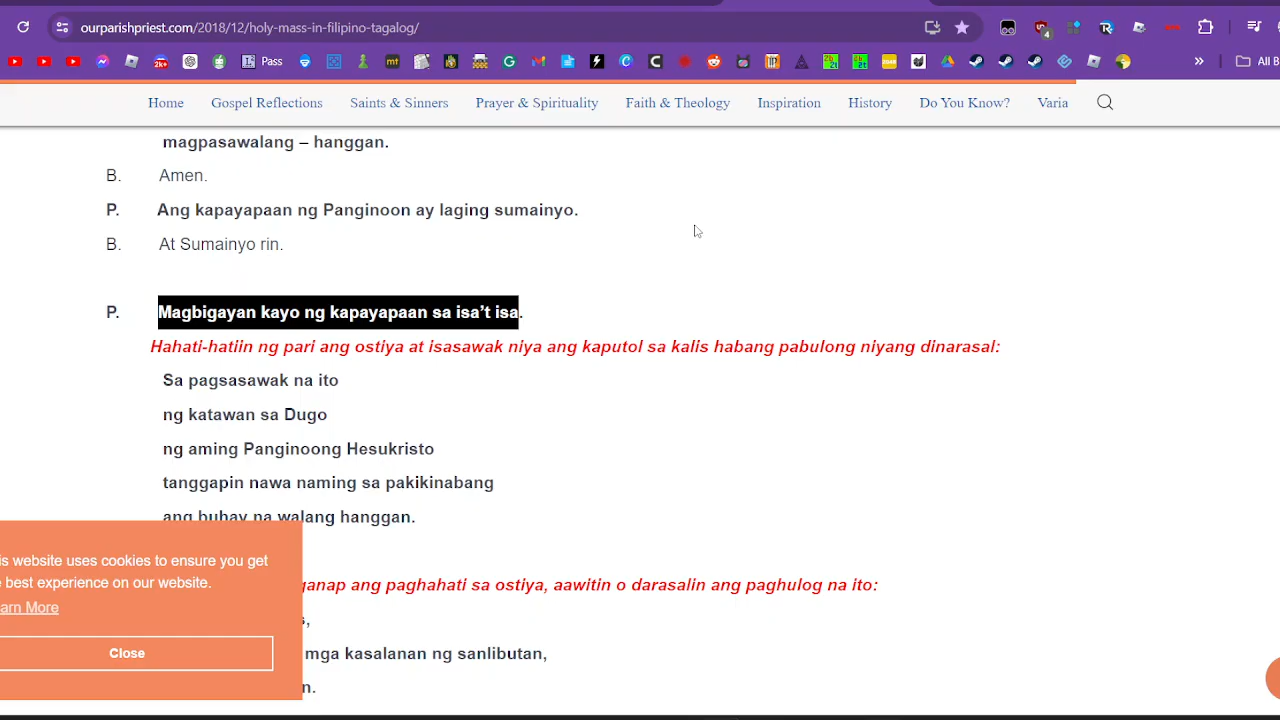 ourparishpriest.com/2018/12/holy-mass-in-filipino-tagalog/
Pass
All B
Home Gospel Reflections Saints & Sinners Prayer & Spirituality Faith & Theology Inspiration History Do You Know? Varia
magpasawalang – hanggan.
B. Amen.
P. Ang kapayapaan ng Panginoon ay laging sumainyo.
B. At Sumainyo rin.
P. Magbigayan kayo ng kapayapaan sa isa’t isa.
Hahati-hatiin ng pari ang ostiya at isasawak niya ang kaputol sa kalis habang pabulong niyang dinarasal:
Sa pagsasawak na ito
ng katawan sa Dugo
ng aming Panginoong Hesukristo
tanggapin nawa naming sa pakikinabang
ang buhay na walang hanggan.
ganap ang paghahati sa ostiya, aawitin o darasalin ang paghulog na ito:
s,
mga kasalanan ng sanlibutan,
n.
is website uses cookies to ensure you get
e best experience on our website.
arn More
Close